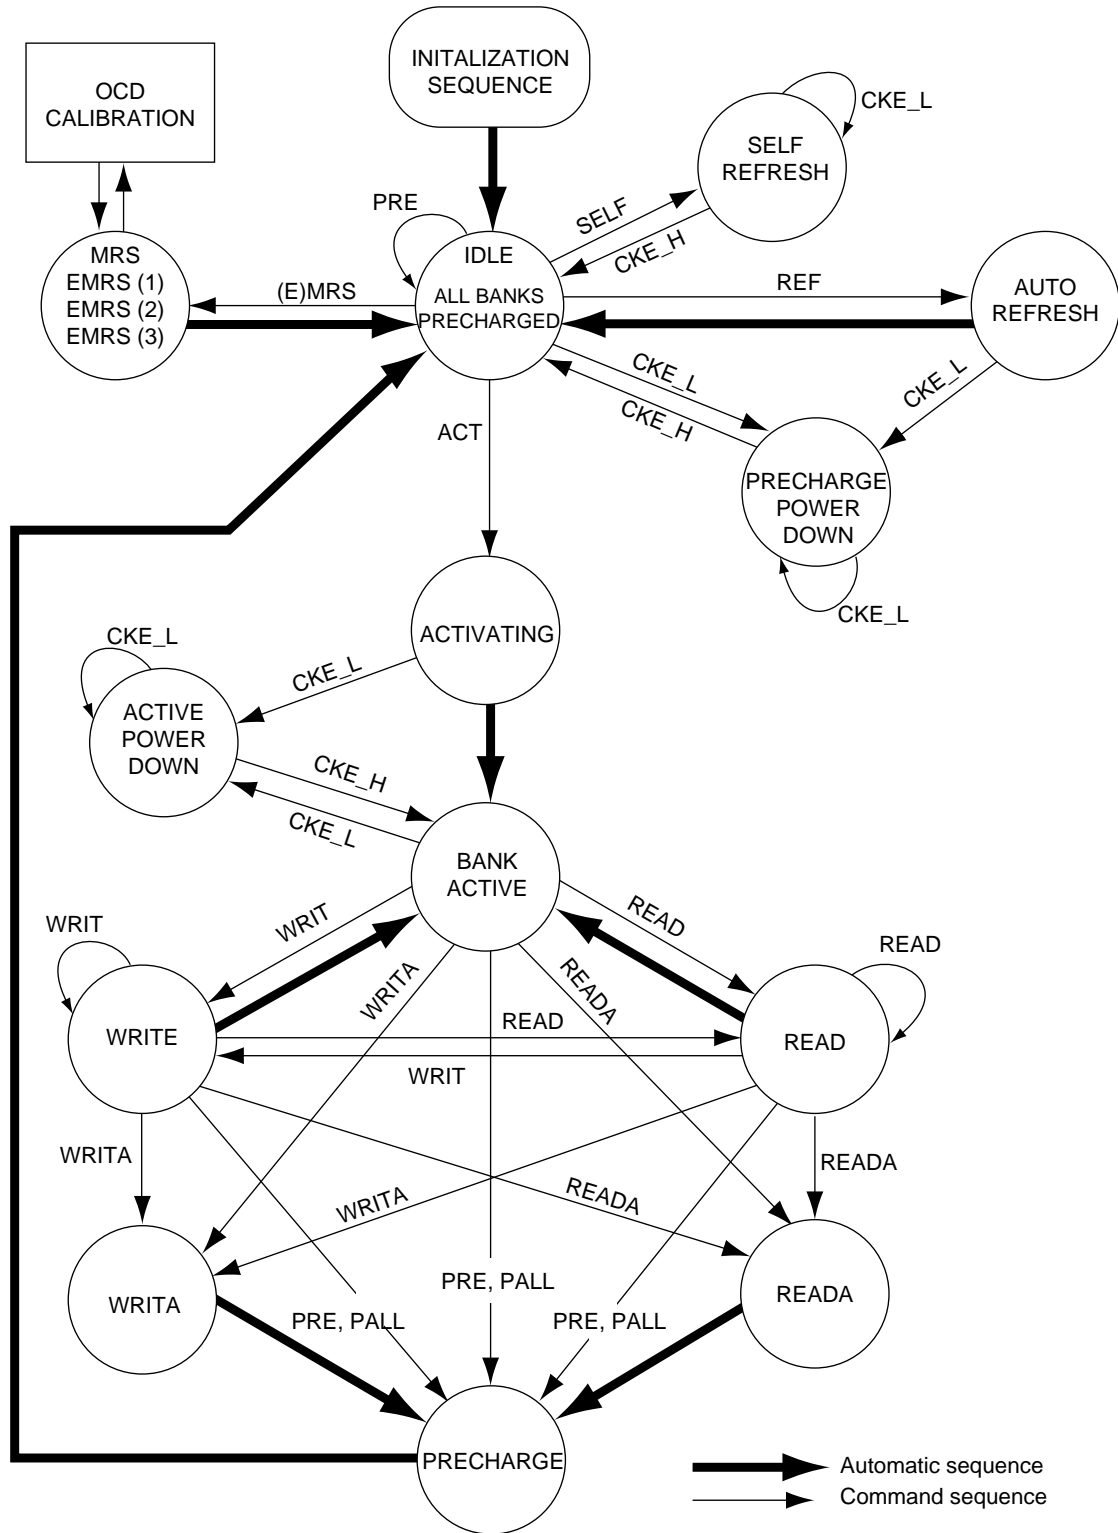 INITALIZATION
SEQUENCE
OCD
CALIBRATION
CKE_L
SELF
REFRESH
PRE
SELF
CKE_H
MRS
EMRS (1)
EMRS (2)
EMRS (3)
(E)MRS
IDLE
ALL BANKS
PRECHARGED
REF
AUTO
REFRESH
CKE_L
CKE_H
CKE_L
ACT
PRECHARGE
POWER
DOWN
CKE_L
ACTIVATING
CKE_L
CKE_L
ACTIVE
POWER
DOWN
CKE_H
CKE_L
BANK
ACTIVE
WRIT
WRIT
READ
READ
WRITA
READA
WRITE
READ
WRIT
READ
WRITA
WRITA
READA
READA
WRITA
PRE, PALL
PRE, PALL
PRE, PALL
READA
PRECHARGE
Automatic sequence
Command sequence